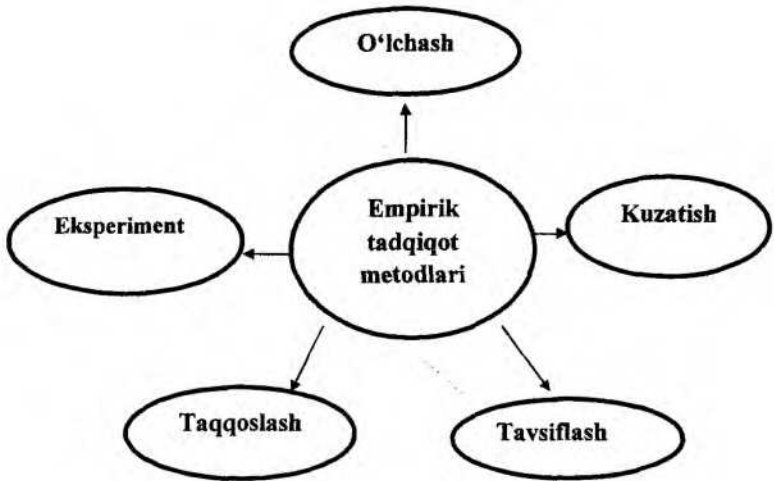 O‘lchash
Eksperiment
Empirik
tadqiqot
metodlari
Kuzatish
Taqqoslash
Tavsiflash